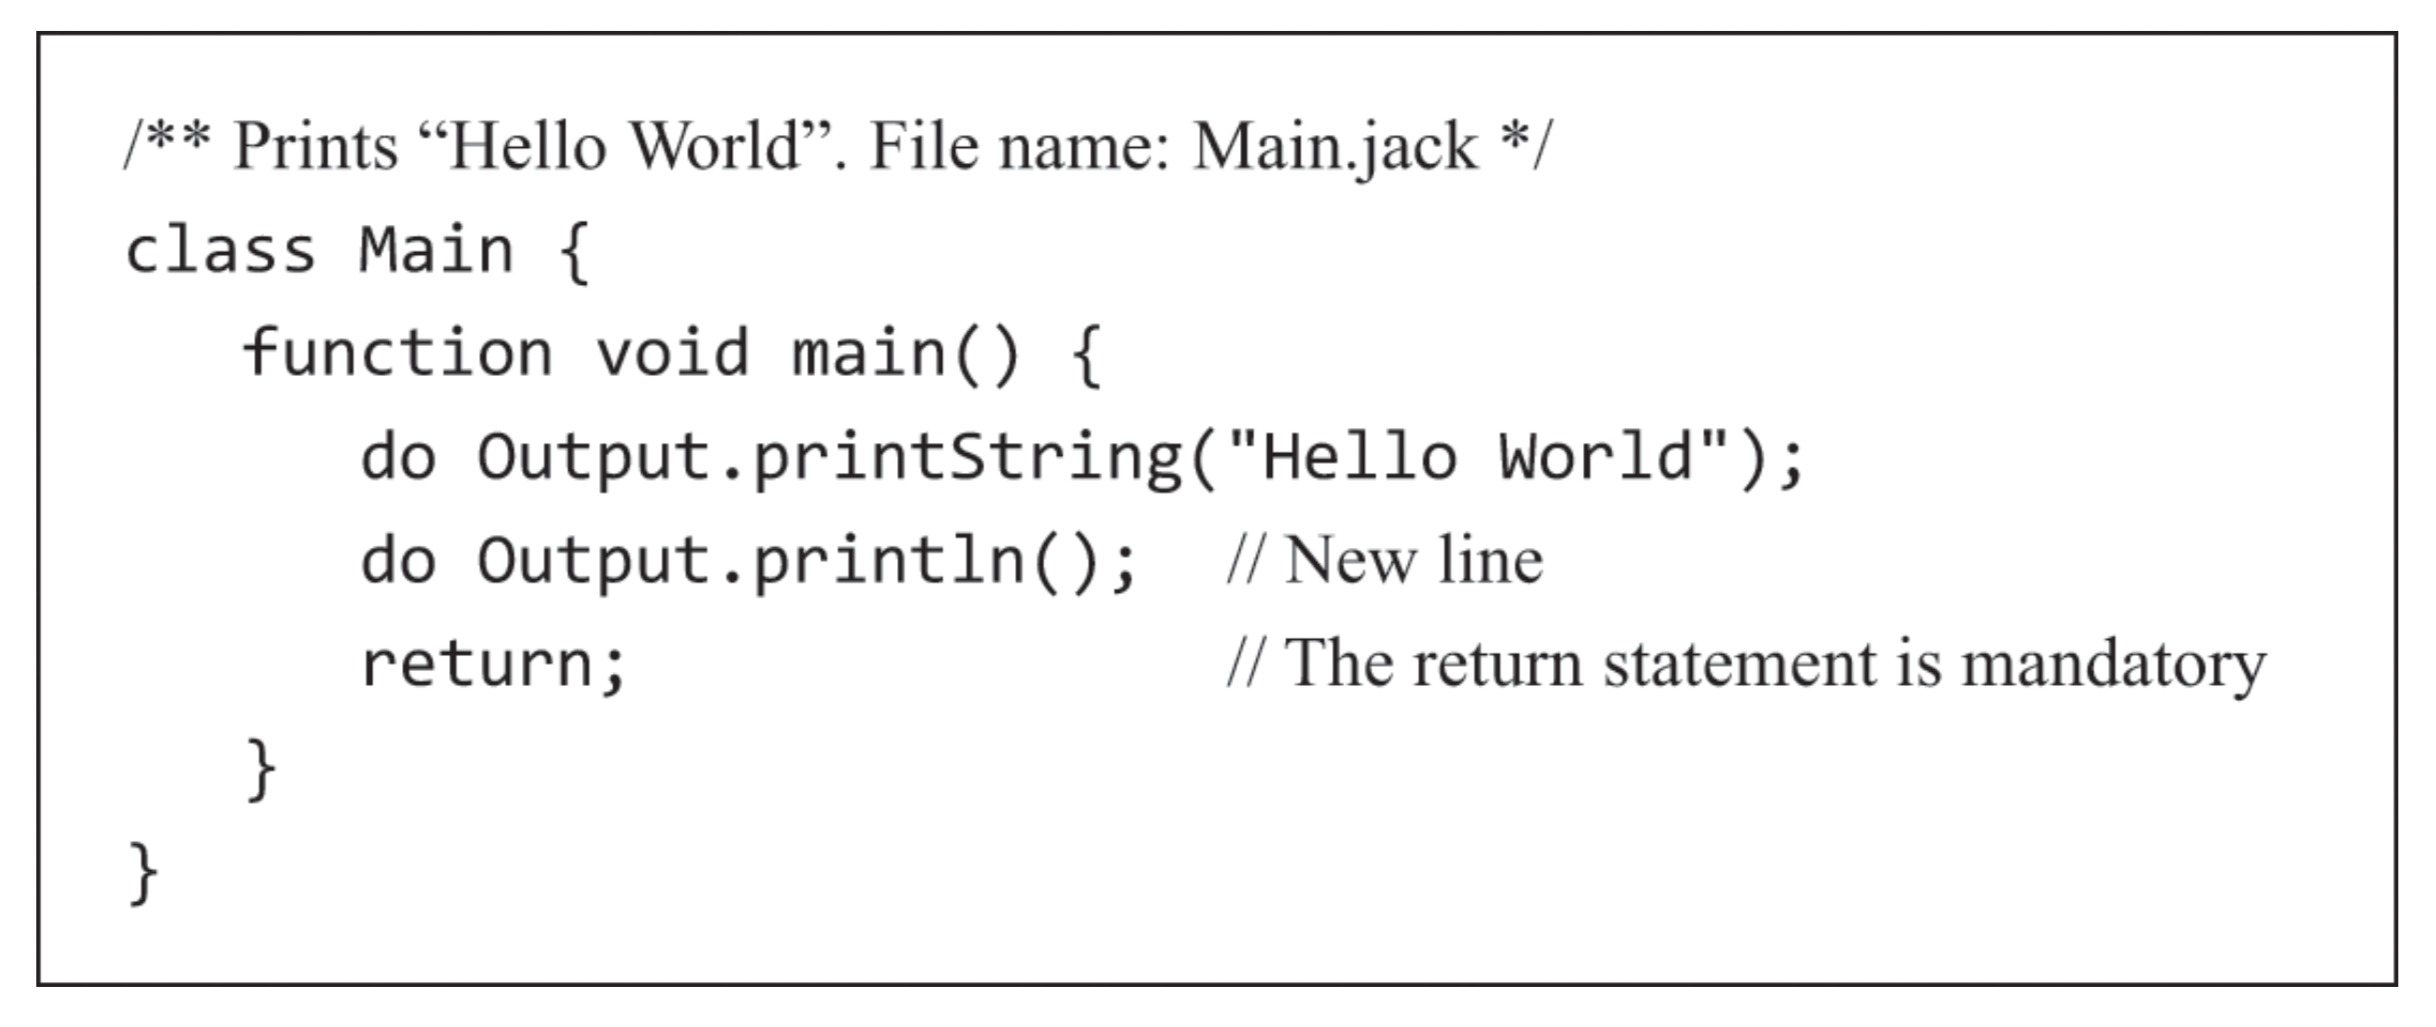 /** Prints “Hello World”. File name: Main.jack */
class Main {
function void main() {
do Output.printString("Hello World");
do Output.println(); // New line
return; // The return statement is mandatory
}
}